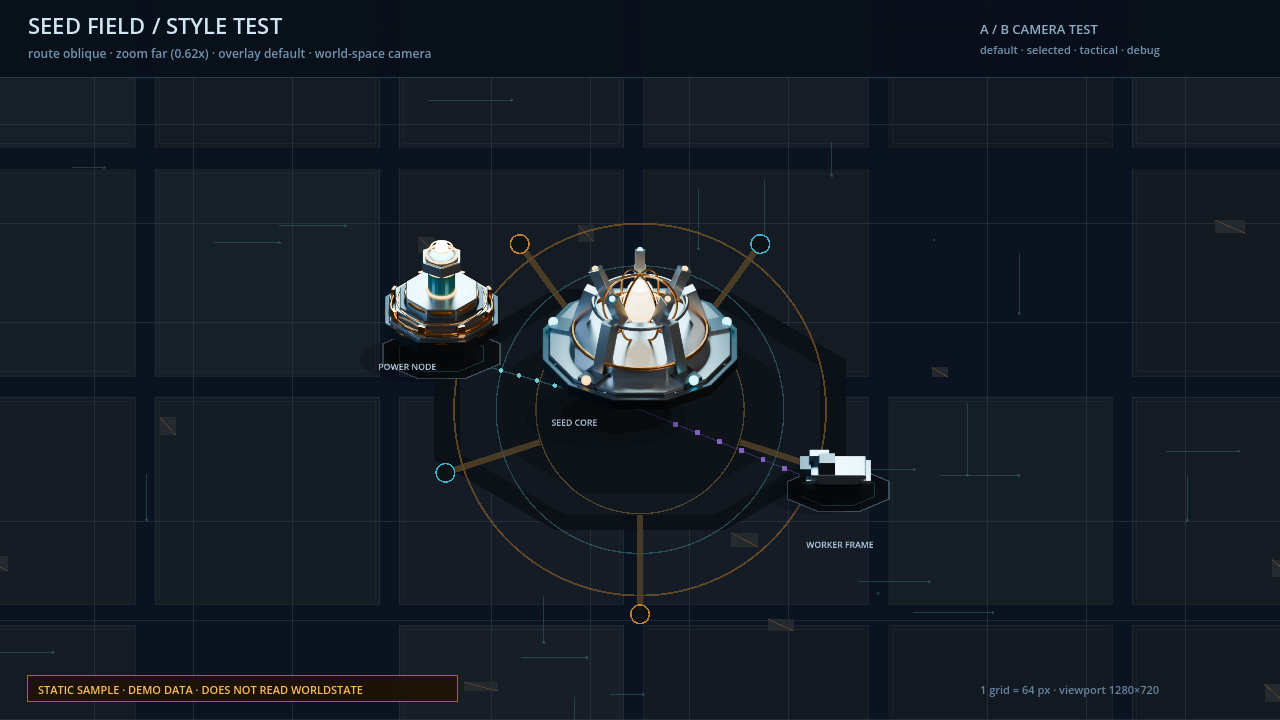 SEED FIELD / STYLE TEST
route oblique · zoom far (0.62x) · overlay default · world-space camera
A / B CAMERA TEST
default · selected · tactical · debug
POWER NODE
SEED CORE
WORKER FRAME
STATIC SAMPLE · DEMO DATA · DOES NOT READ WORLDSTATE
1 grid = 64 px · viewport 1280×720